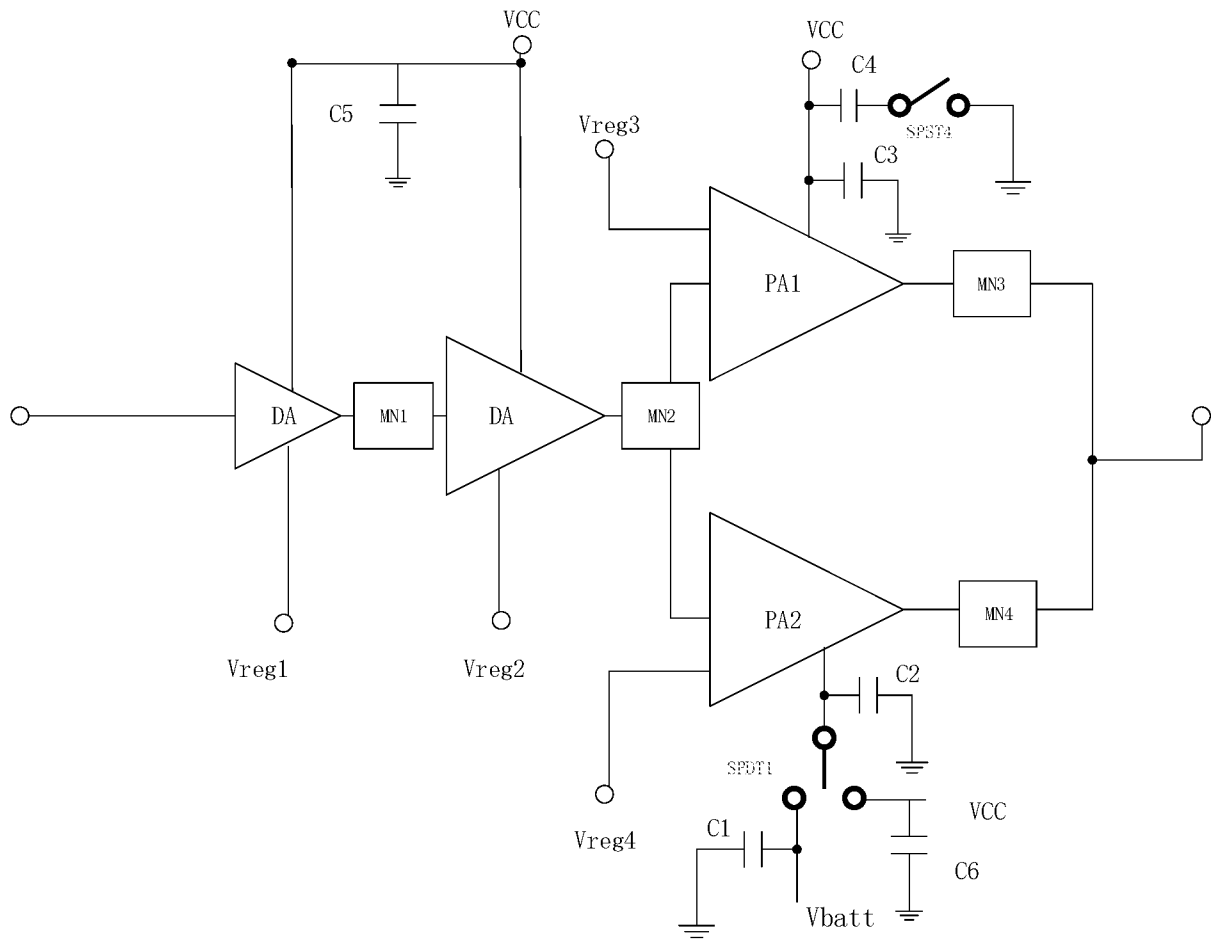 VCC
VCC
C4
C5
Vreg3
SPST4
C3
PA1
MN3
DA
MN1
DA
MN2
PA2
MN4
Vreg1
Vreg2
C2
SPDT1
Vreg4
C1
VCC
C6
Vbatt